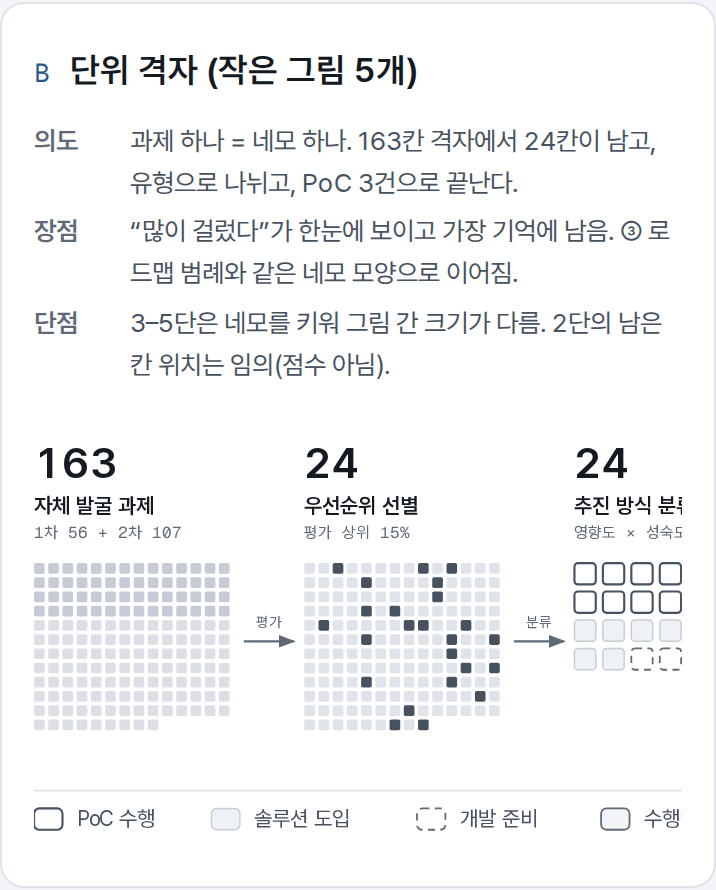 B 단위 격자 (작은 그림 5개)
의도 과제 하나 = 네모 하나. 163칸 격자에서 24칸이 남고,
유형으로 나뉘고, PoC 3건으로 끝난다.
장점 “많이 걸렀다”가 한눈에 보이고 가장 기억에 남음. ③ 로
드맵 범례와 같은 네모 모양으로 이어짐.
단점 3–5단은 네모를 키워 그림 간 크기가 다름. 2단의 남은
칸 위치는 임의(점수 아님).
163
자체 발굴 과제
1차 56 + 2차 107
평가
24
우선순위 선별
평가 상위 15%
분류
24
추진 방식
영향도 × 성숙도
PoC 수행
솔루션 도입
개발 준비
수행